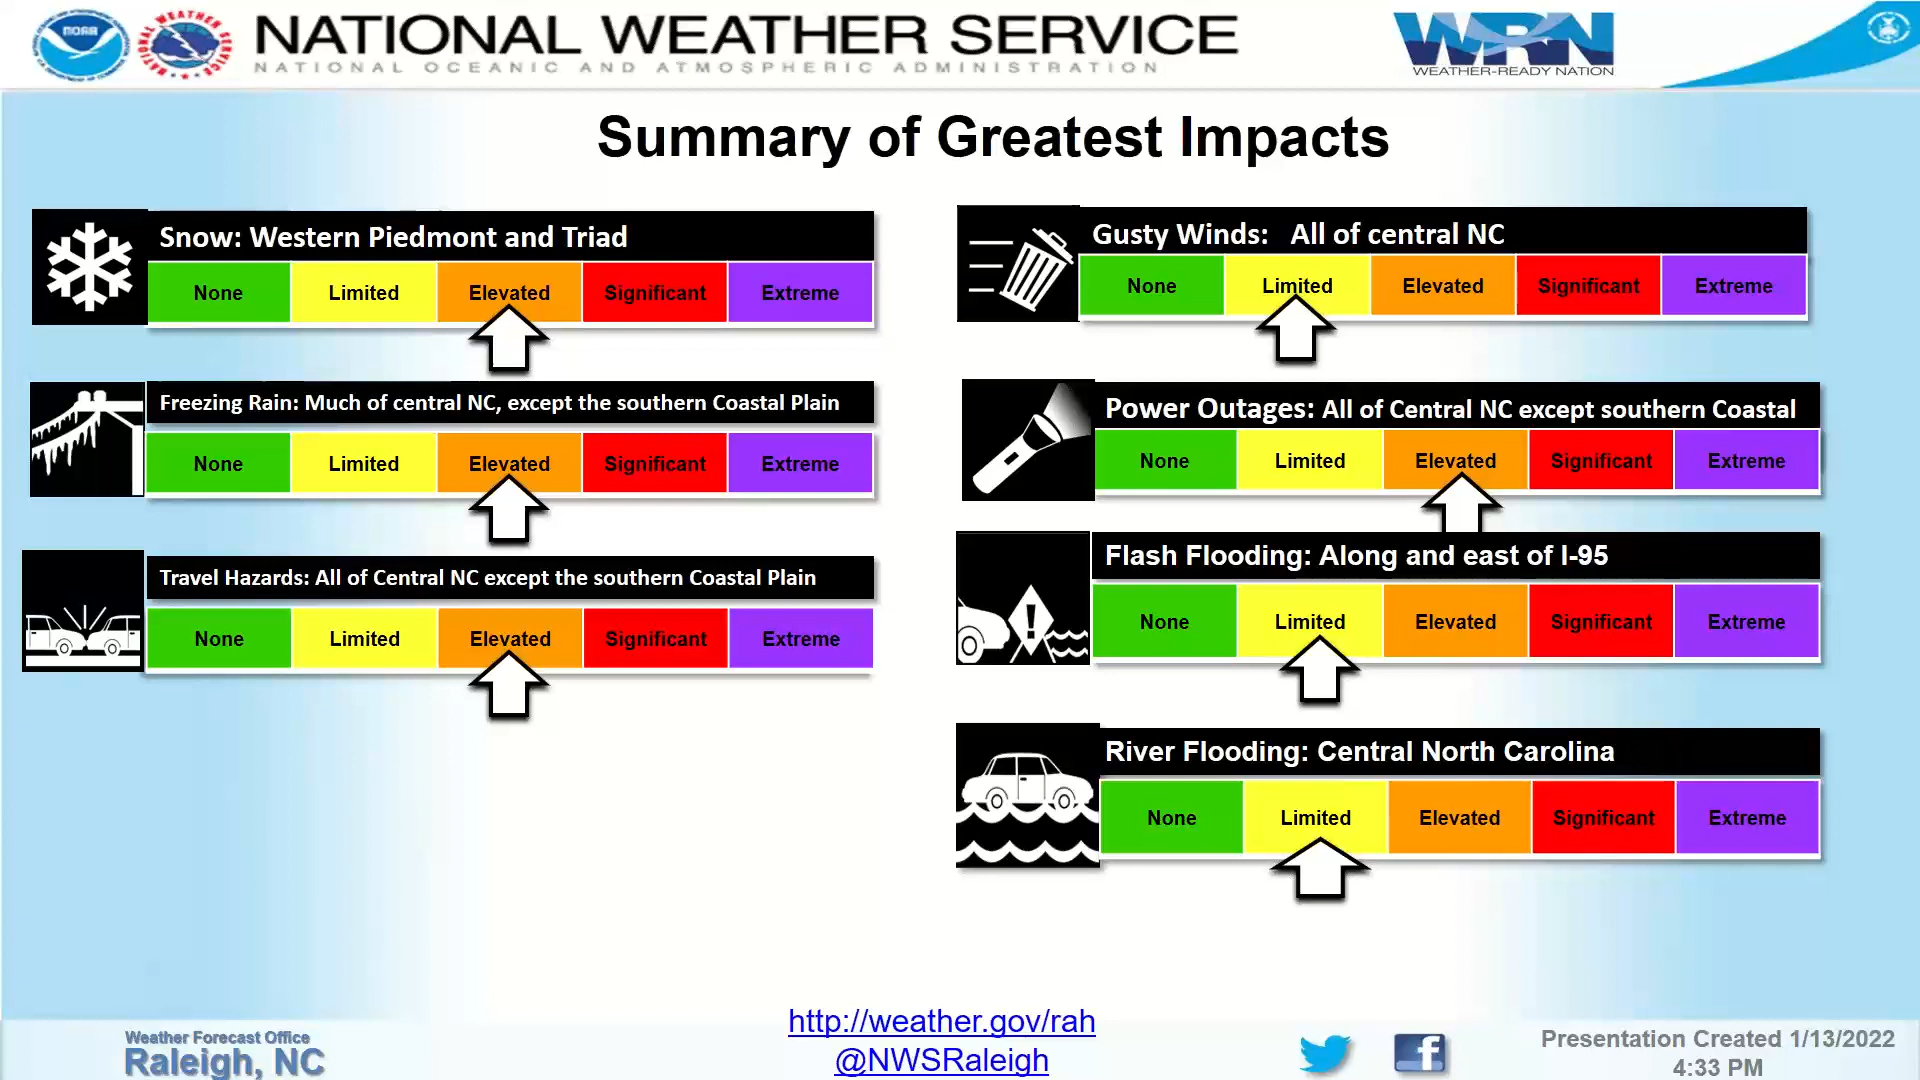 NOAA
NATIONAL WEATHER SERVICE
NATIONAL OCEANIC AND ATMOSPHERIC ADMINISTRATION
WRN
WEATHER-READY NATION
Summary of Greatest Impacts
Snow: Western Piedmont and Triad
None Limited Elevated Significant Extreme
Freezing Rain: Much of central NC, except the southern Coastal Plain
None Limited Elevated Significant Extreme
Travel Hazards: All of Central NC except the southern Coastal Plain
None Limited Elevated Significant Extreme
Gusty Winds: All of central NC
None Limited Elevated Significant Extreme
Power Outages: All of Central NC except southern Coastal
None Limited Elevated Significant Extreme
Flash Flooding: Along and east of I-95
None Limited Elevated Significant Extreme
River Flooding: Central North Carolina
None Limited Elevated Significant Extreme
Weather Forecast Office
Raleigh, NC
http://weather.gov/rah
@NWSRaleigh
Presentation Created 1/13/2022
4:33 PM